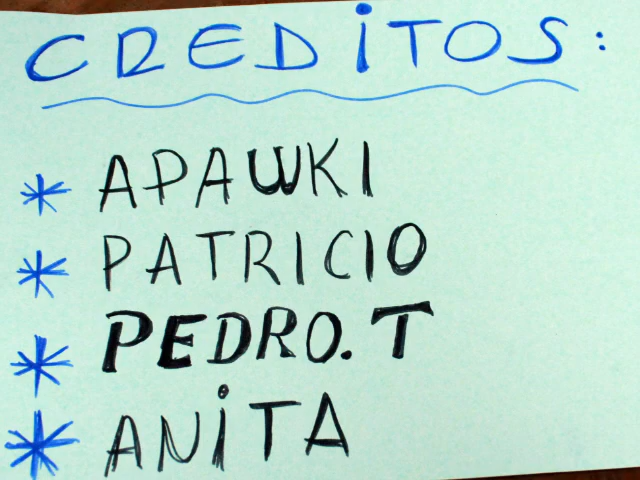 CREDiTOS:
* APAWKI
* PATRICIO
* PEDRO.T
* ANiTA